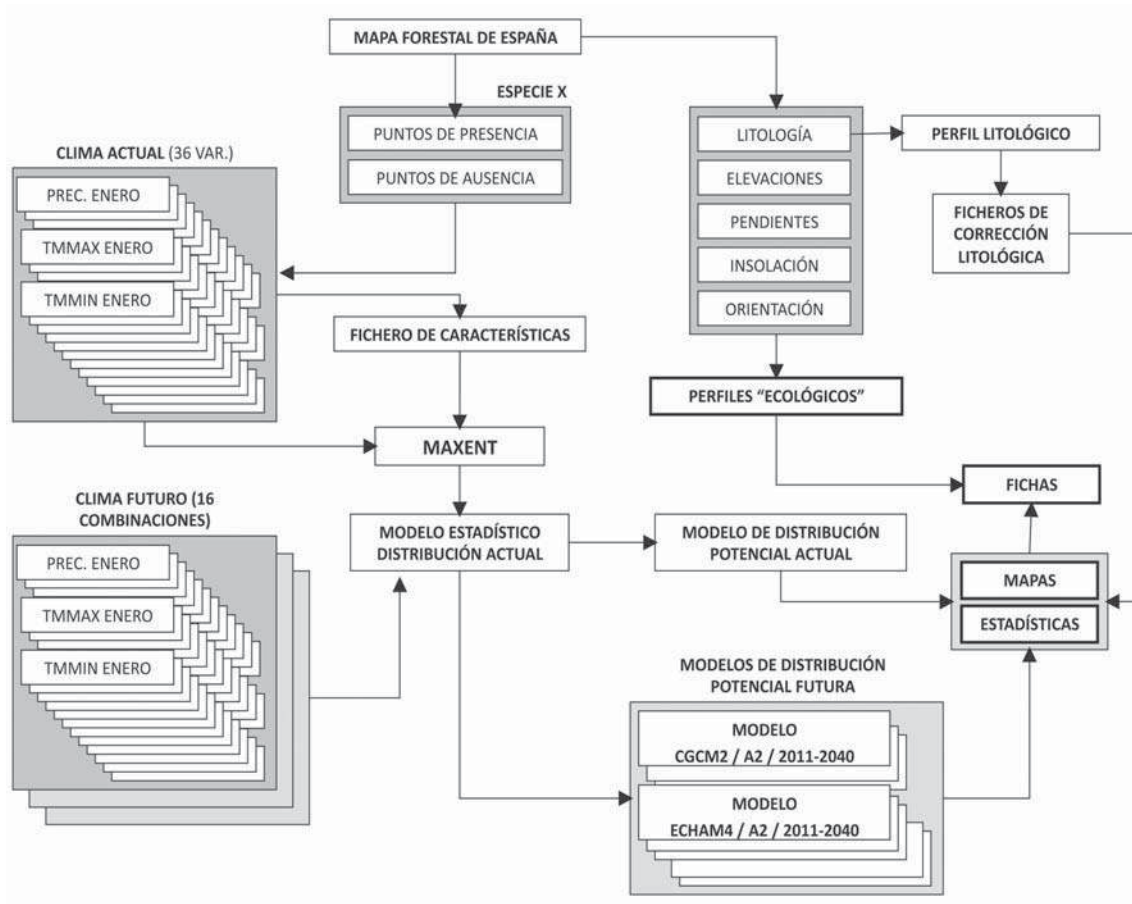 MAPA FORESTAL DE ESPAÑA
ESPECIE X
PUNTOS DE PRESENCIA
PUNTOS DE AUSENCIA
CLIMA ACTUAL (36 VAR.)
PREC. ENERO
TMMAX ENERO
TMMIN ENERO
LITOLOGÍA
ELEVACIONES
PENDIENTES
INSOLACIÓN
ORIENTACIÓN
PERFIL LITOLÓGICO
FICHEROS DE
CORRECCIÓN
LITOLÓGICA
FICHERO DE CARACTERÍSTICAS
PERFILES “ECOLÓGICOS”
MAXENT
CLIMA FUTURO (16
COMBINACIONES)
PREC. ENERO
TMMAX ENERO
TMMIN ENERO
MODELO ESTADÍSTICO
DISTRIBUCIÓN ACTUAL
MODELO DE DISTRIBUCIÓN
POTENCIAL ACTUAL
FICHAS
MAPAS
ESTADÍSTICAS
MODELOS DE DISTRIBUCIÓN
POTENCIAL FUTURA
MODELO
CGCM2 / A2 / 2011-2040
MODELO
ECHAM4 / A2 / 2011-2040